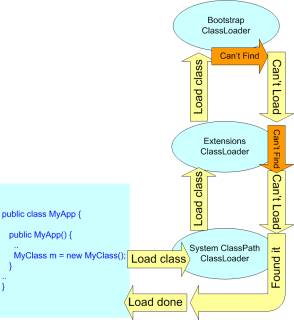 Bootstrap
ClassLoader
Can't Find
Load class
Can't Load
Extensions
ClassLoader
Can't Find
Load class
Can't Load
public class MyApp {
public MyApp() {
..
MyClass m = new MyClass();
}
..
}
Load class
System ClassPath
ClassLoader
Found it
Load done